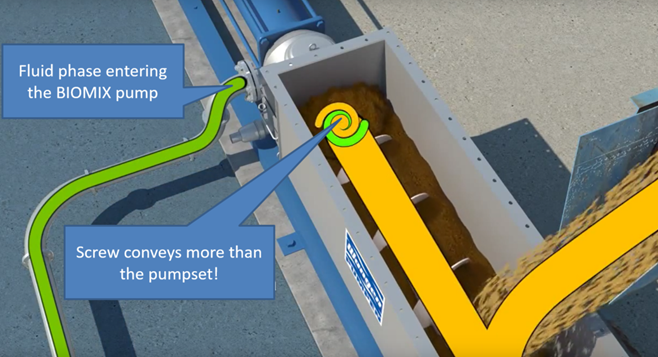 Fluid phase entering
the BIOMIX pump
Screw conveys more than
the pumpset!